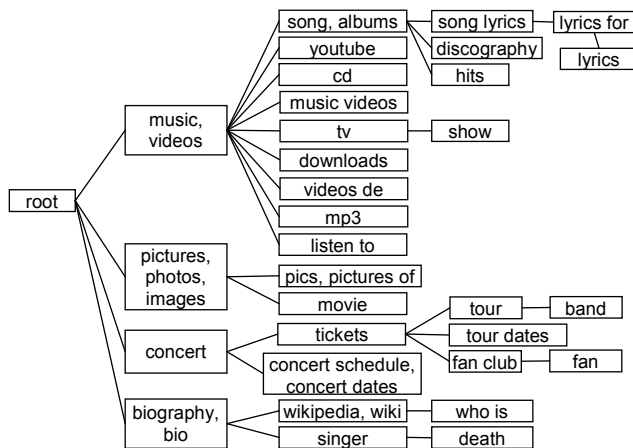 song, albums
song lyrics
lyrics for
youtube
discography
lyrics
cd
hits
music,
videos
music videos
tv
show
downloads
videos de
root
mp3
listen to
pictures,
photos,
images
pics, pictures of
movie
tour
band
concert
tickets
tour dates
concert schedule,
concert dates
fan club
fan
biography,
bio
wikipedia, wiki
who is
singer
death